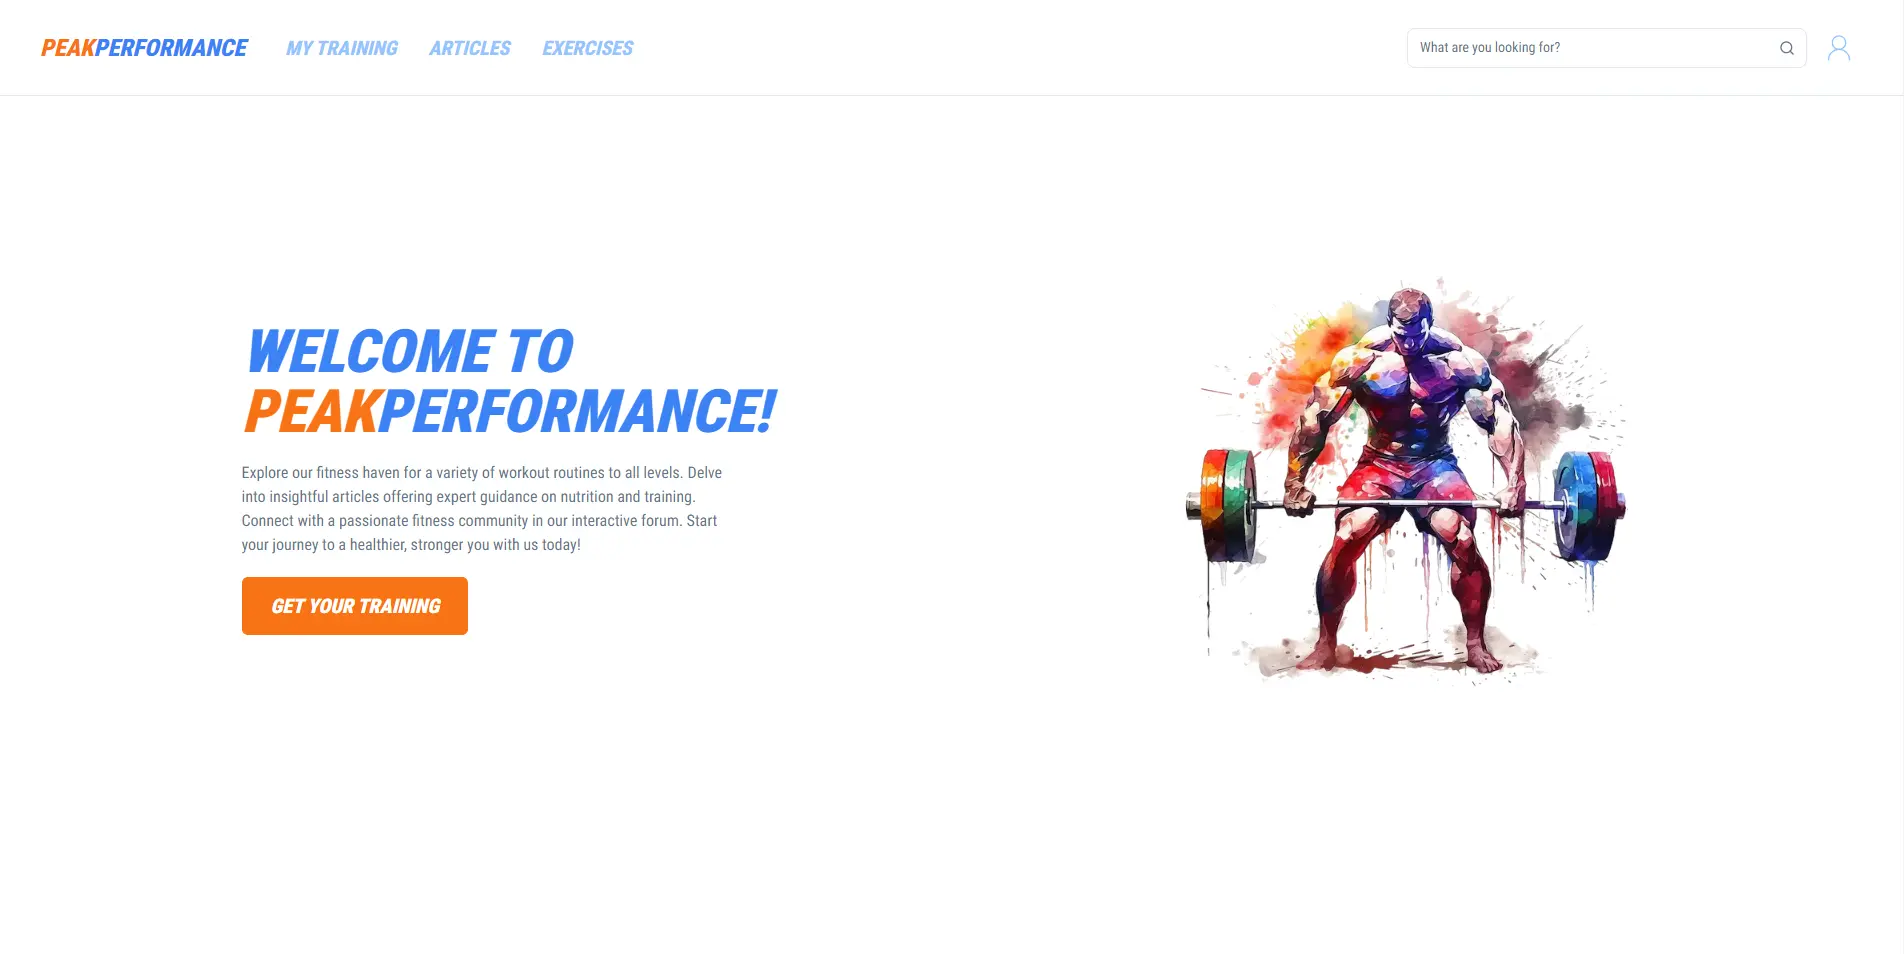 PEAKPERFORMANCE MY TRAINING ARTICLES EXERCISES What are you looking for?
WELCOME TO
PEAKPERFORMANCE!
Explore our fitness haven for a variety of workout routines to all levels. Delve
into insightful articles offering expert guidance on nutrition and training.
Connect with a passionate fitness community in our interactive forum. Start
your journey to a healthier, stronger you with us today!
GET YOUR TRAINING